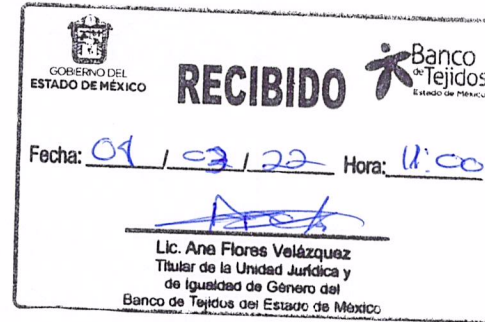 GOBIERNO DEL
ESTADO DE MÉXICO
RECIBIDO
Banco
de Tejidos
Estado de México
Fecha: / 03 / 22 Hora: 11:00
Lic. Ana Flores Velázquez
Titular de la Unidad Jurídica y
de Igualdad de Género del
Banco de Tejidos del Estado de México